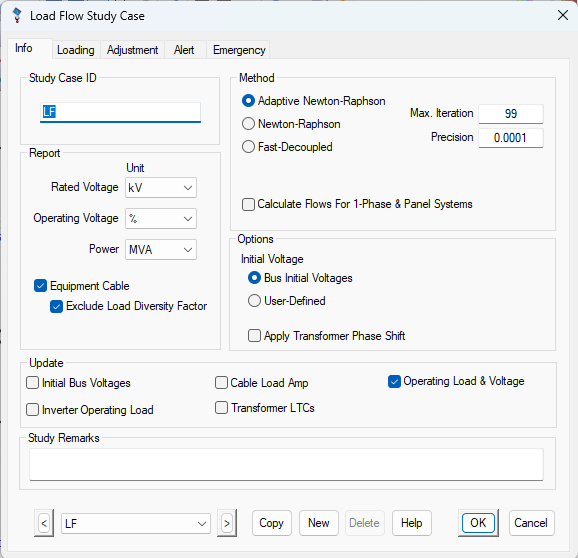 Load Flow Study Case
Info
Loading
Adjustment
Alert
Emergency
Study Case ID
LF
Method
Adaptive Newton-Raphson
Newton-Raphson
Fast-Decoupled
Max. Iteration
99
Precision
0.0001
Calculate Flows For 1-Phase & Panel Systems
Report
Unit
Rated Voltage
kV
Operating Voltage
%
Power
MVA
Equipment Cable
Exclude Load Diversity Factor
Options
Initial Voltage
Bus Initial Voltages
User-Defined
Apply Transformer Phase Shift
Update
Initial Bus Voltages
Cable Load Amp
Operating Load & Voltage
Inverter Operating Load
Transformer LTCs
Study Remarks
<
LF
>
Copy
New
Delete
Help
OK
Cancel